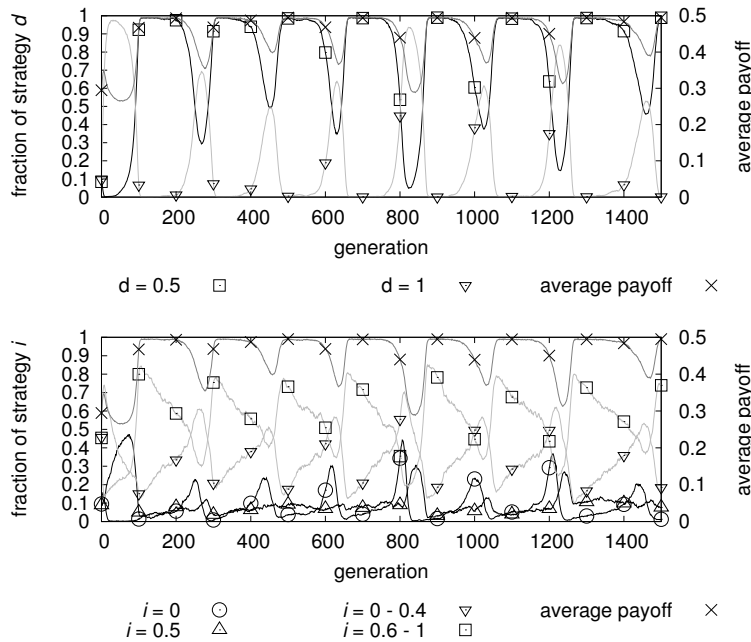 1 0.5
0.9
0.8 0.4
0.7
0.6 0.3
0.5
0.4 0.2
0.3
0.2 0.1
0.1
0 0
0 200 400 600 800 1000 1200 1400
fraction of strategy d
average payoff
generation
d = 0.5 d = 1 average payoff
1 0.5
0.9
0.8 0.4
0.7
0.6 0.3
0.5
0.4 0.2
0.3
0.2 0.1
0.1
0 0
0 200 400 600 800 1000 1200 1400
fraction of strategy i
average payoff
generation
i = 0 i = 0 - 0.4 average payoff
i = 0.5 i = 0.6 - 1